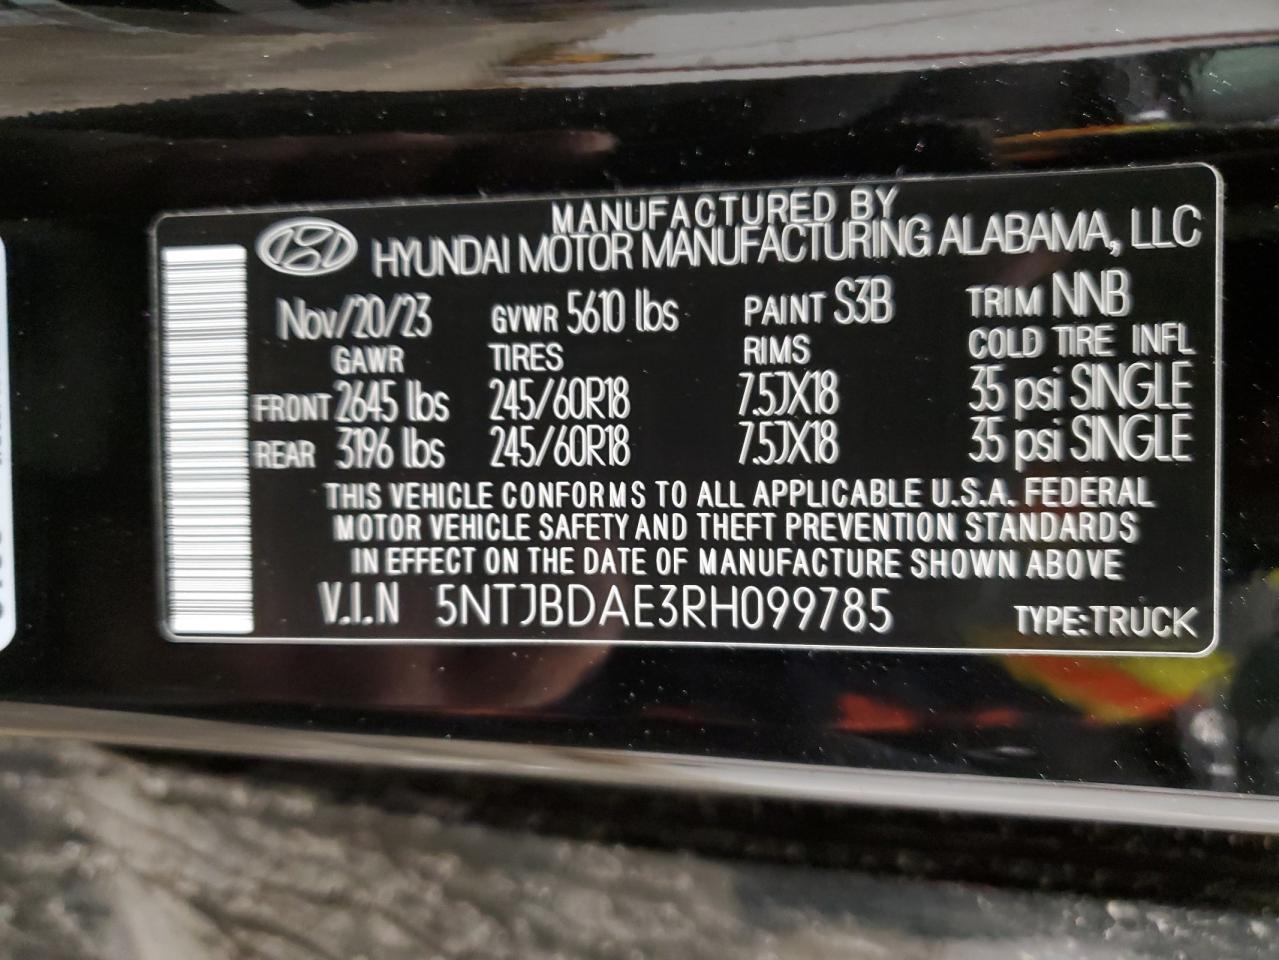 MANUFACTURED BY
HYUNDAI MOTOR MANUFACTURING ALABAMA, LLC
Nov/20/23 GVWR 5610 lbs PAINT S3B TRIM NNB
GAWR TIRES RIMS COLD TIRE INFL
FRONT 2645 lbs 245/60R18 7.5JX18 35 psi SINGLE
REAR 3196 lbs 245/60R18 7.5JX18 35 psi SINGLE
THIS VEHICLE CONFORMS TO ALL APPLICABLE U.S.A. FEDERAL
MOTOR VEHICLE SAFETY AND THEFT PREVENTION STANDARDS
IN EFFECT ON THE DATE OF MANUFACTURE SHOWN ABOVE
V.I.N 5NTJBDAE3RH099785 TYPE:TRUCK